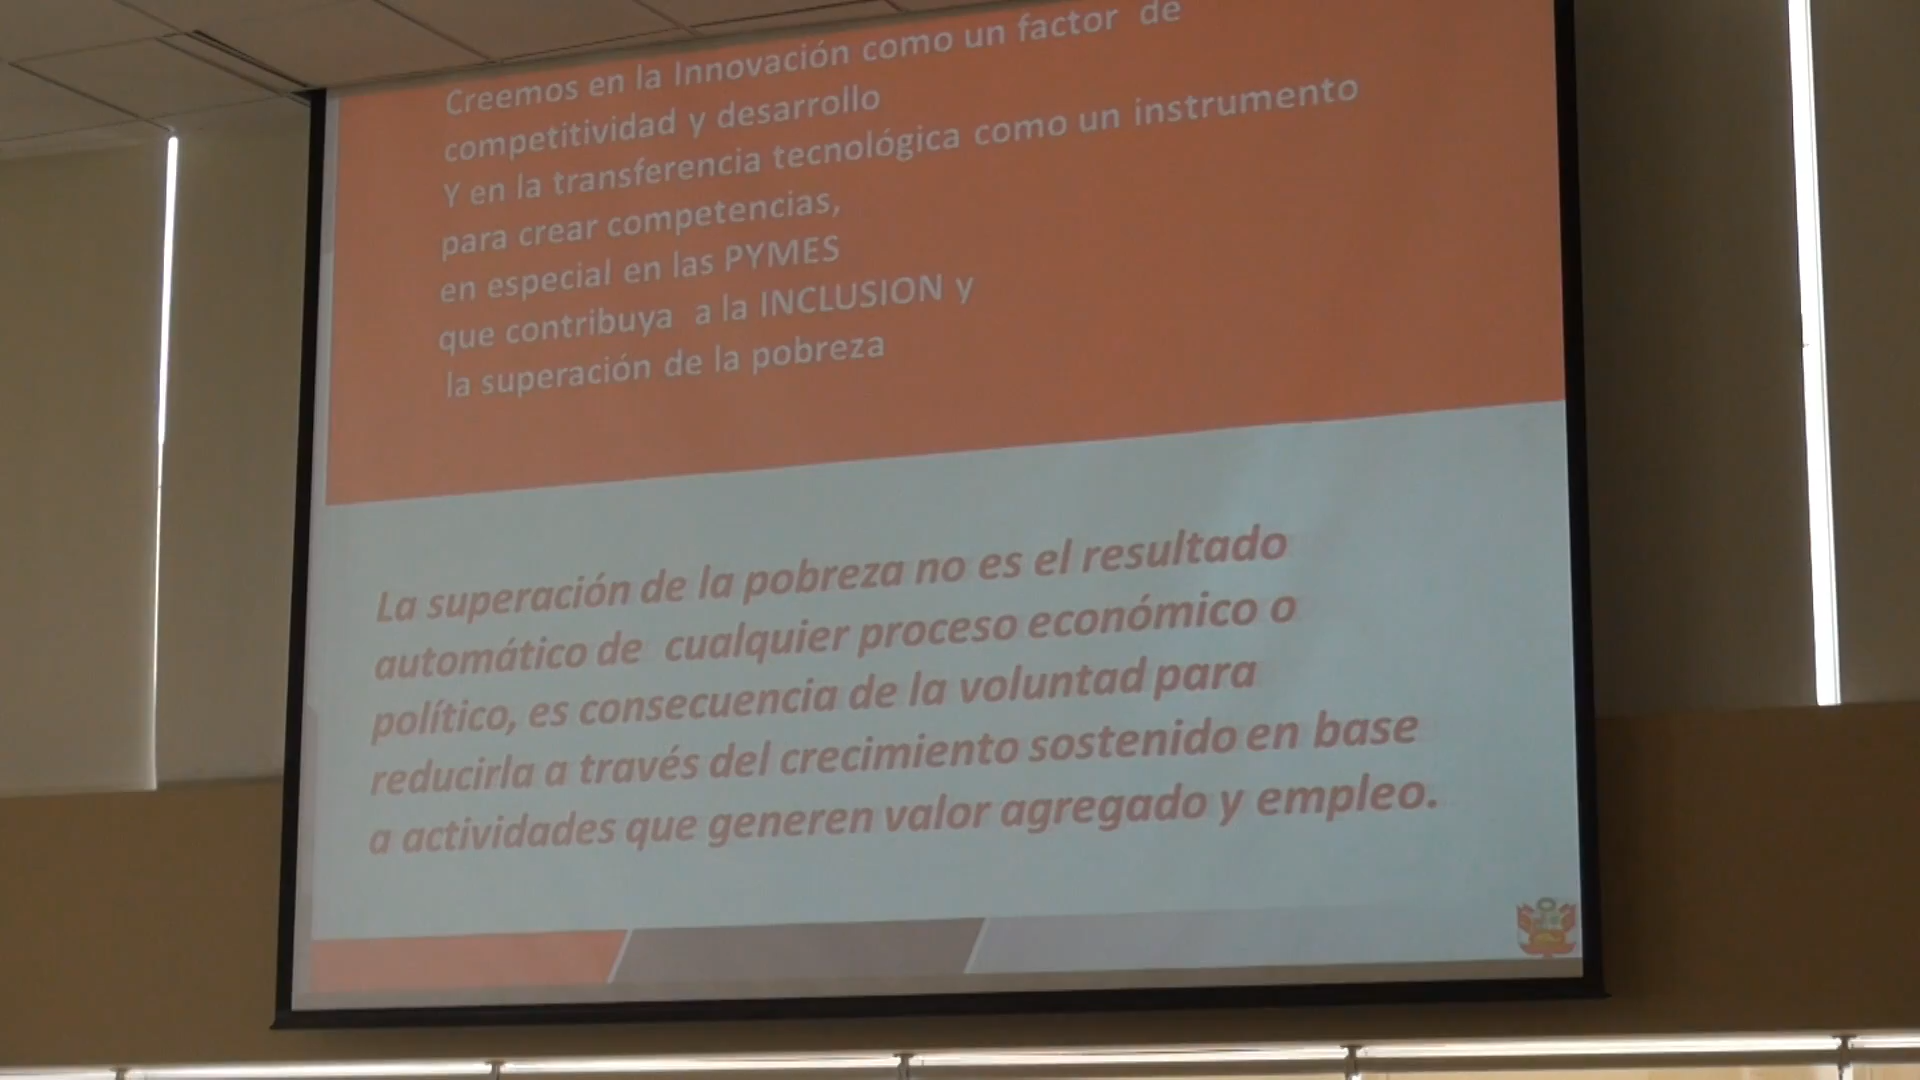 Creemos en la Innovación como un factor de
competitividad y desarrollo
Y en la transferencia tecnológica como un instrumento
para crear competencias,
en especial en las PYMES
que contribuya a la INCLUSION y
la superación de la pobreza
La superación de la pobreza no es el resultado
automático de cualquier proceso económico o
político, es consecuencia de la voluntad para
reducirla a través del crecimiento sostenido en base
a actividades que generen valor agregado y empleo.